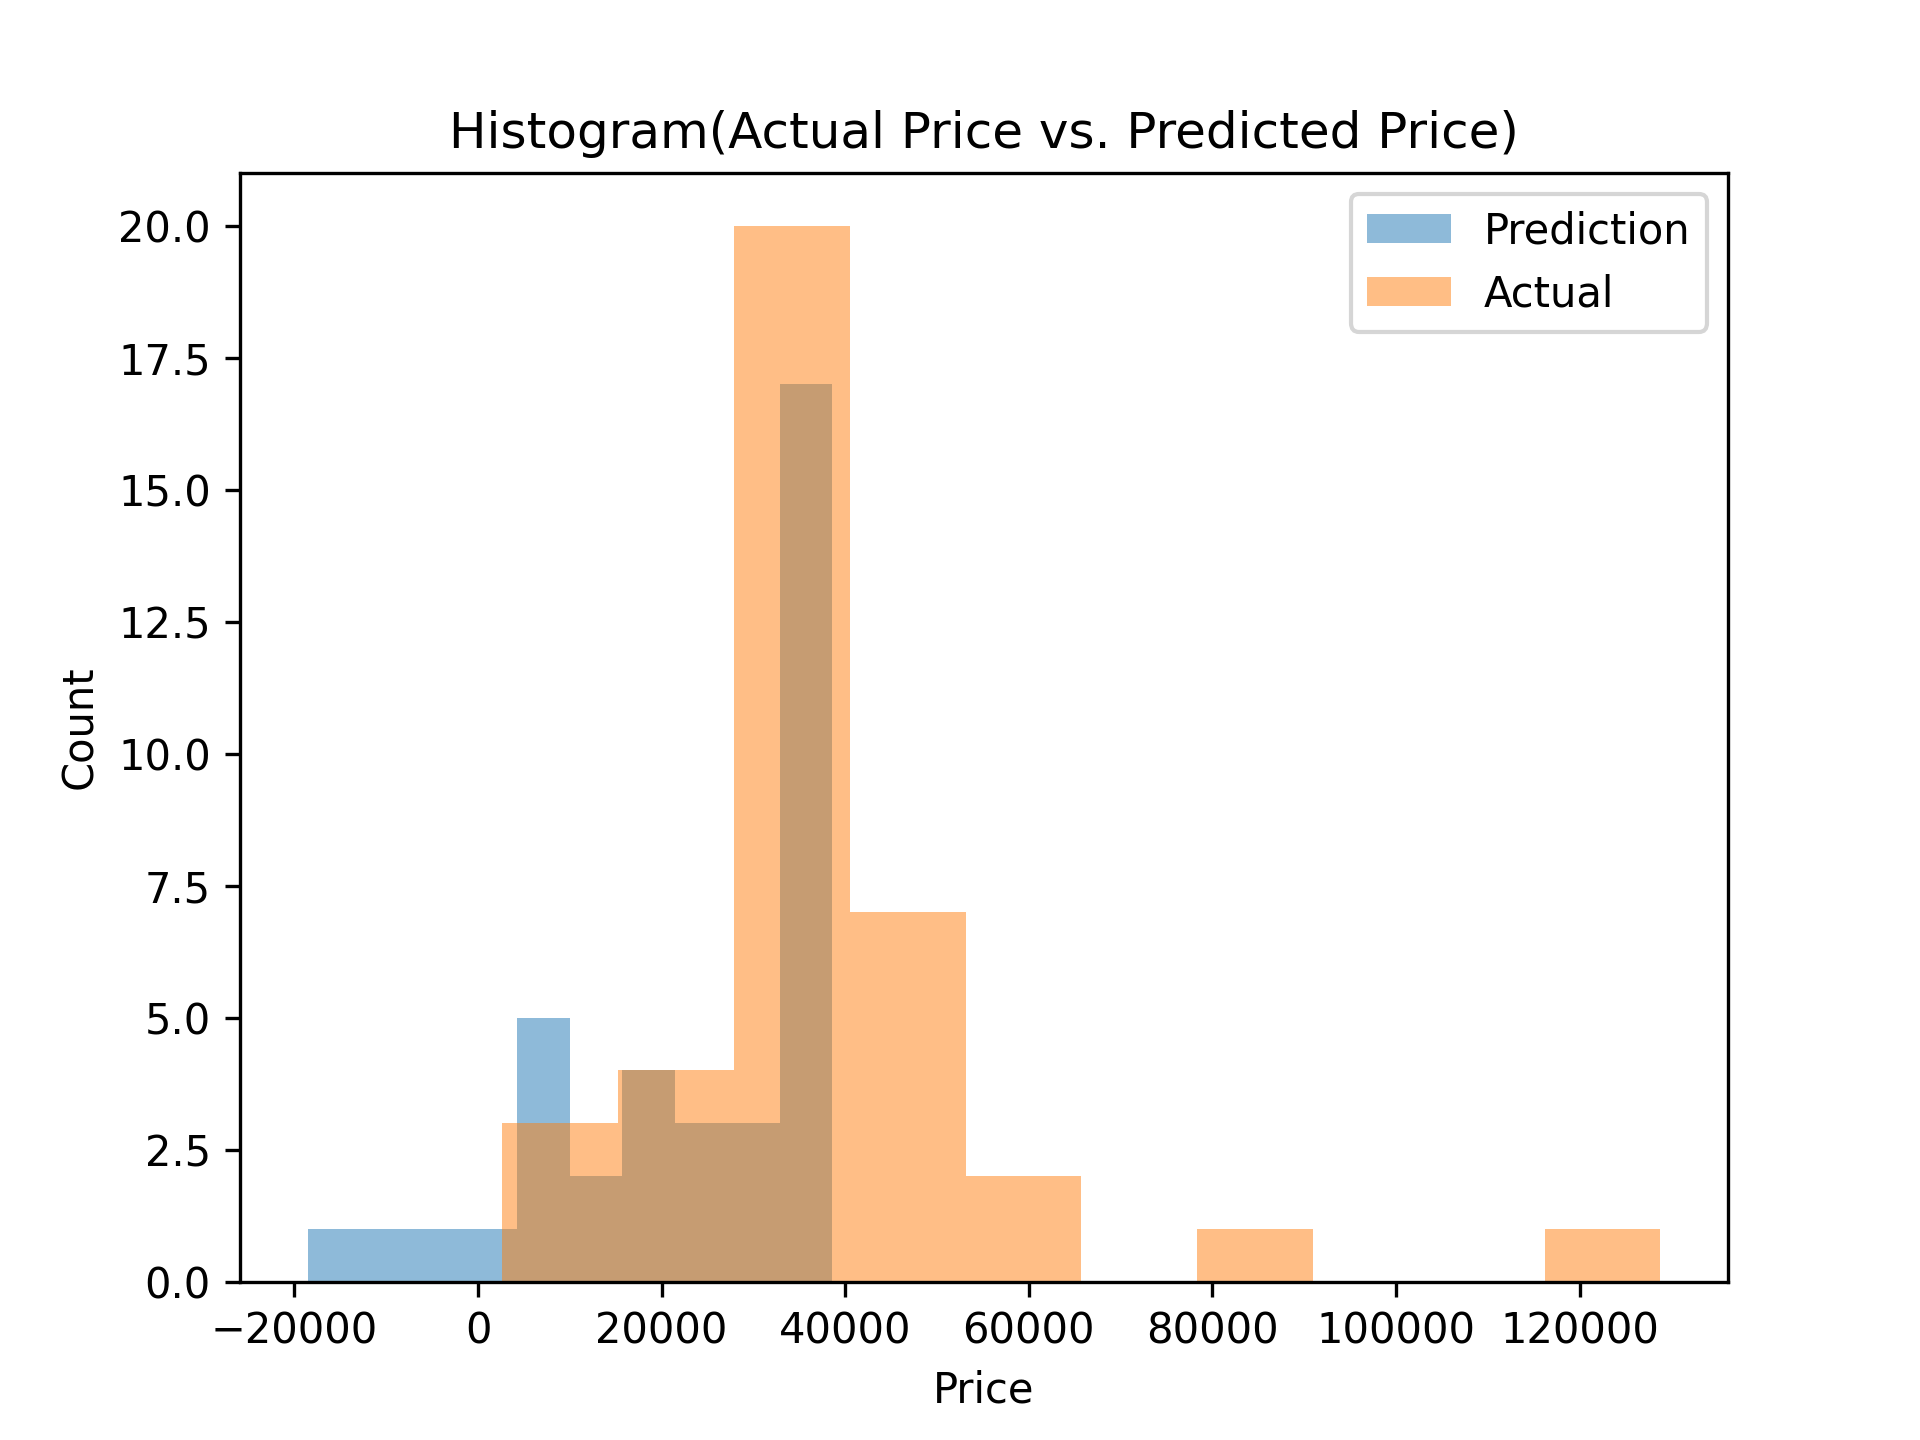 Histogram(Actual Price vs. Predicted Price)
Prediction
Actual
20.0
17.5
15.0
12.5
10.0
7.5
5.0
2.5
0.0
Count
−20000 0 20000 40000 60000 80000 100000 120000
Price